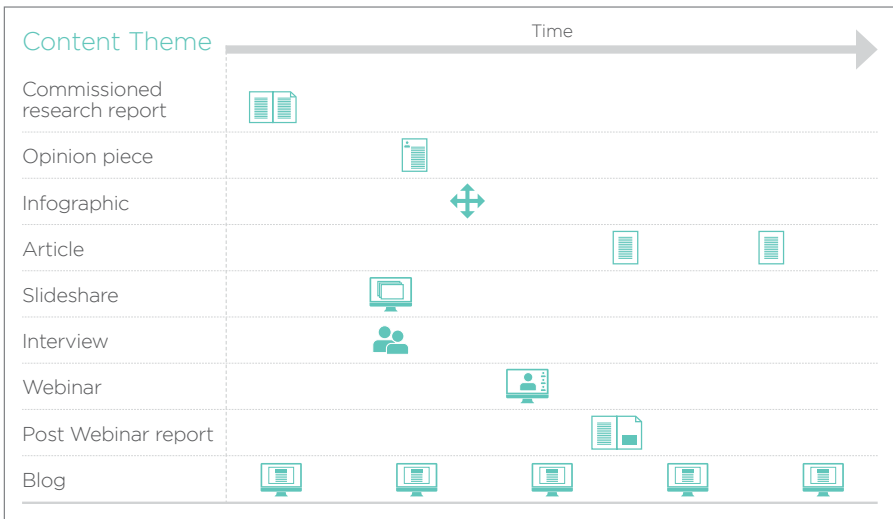 Content Theme
Time
Commissioned
research report
Opinion piece
Infographic
Article
Slideshare
Interview
Webinar
Post Webinar report
Blog